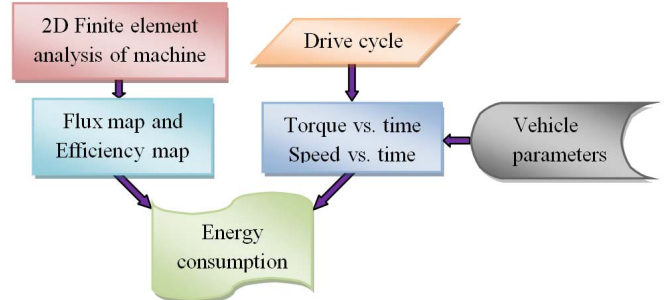 2D Finite element
analysis of machine
Drive cycle
Flux map and
Efficiency map
Torque vs. time
Speed vs. time
Vehicle
parameters
Energy
consumption